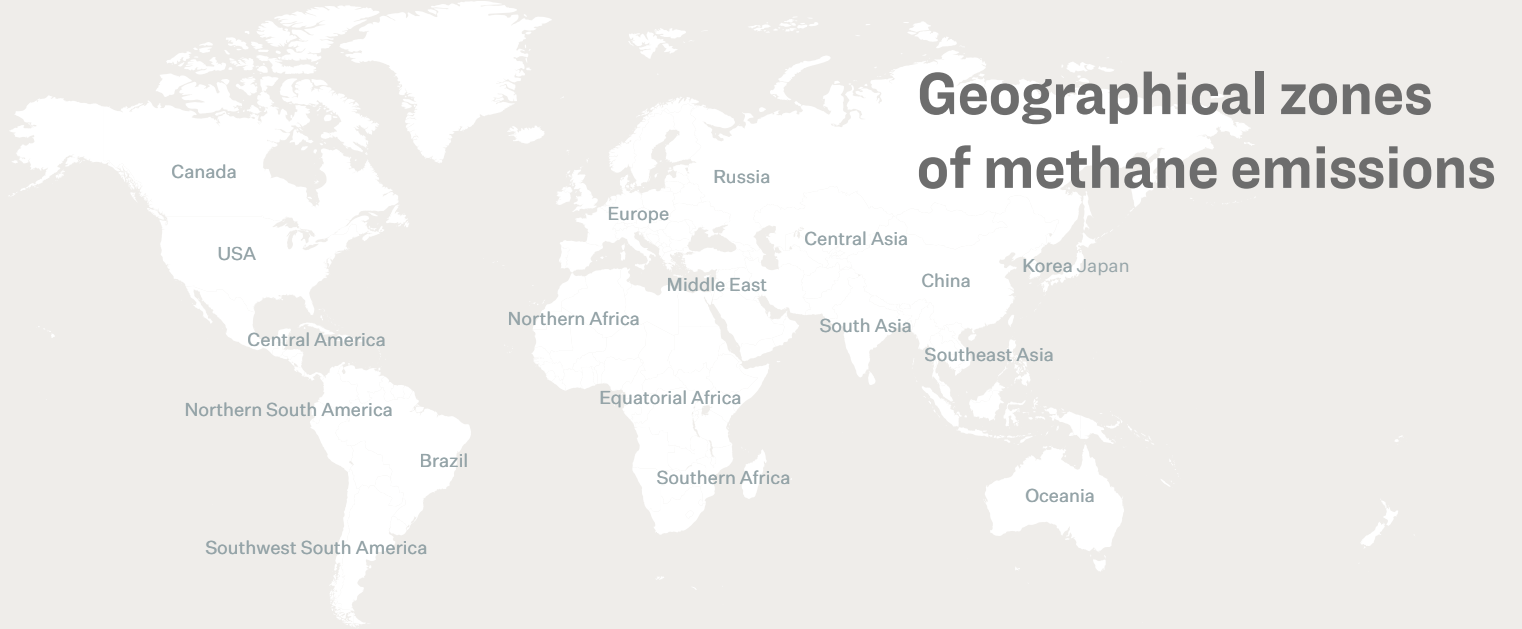 Geographical zones
of methane emissions
Canada
Russia
Europe
Central Asia
USA
Korea Japan
China
Middle East
Northern Africa
South Asia
Central America
Southeast Asia
Equatorial Africa
Northern South America
Brazil
Southern Africa
Oceania
Southwest South America